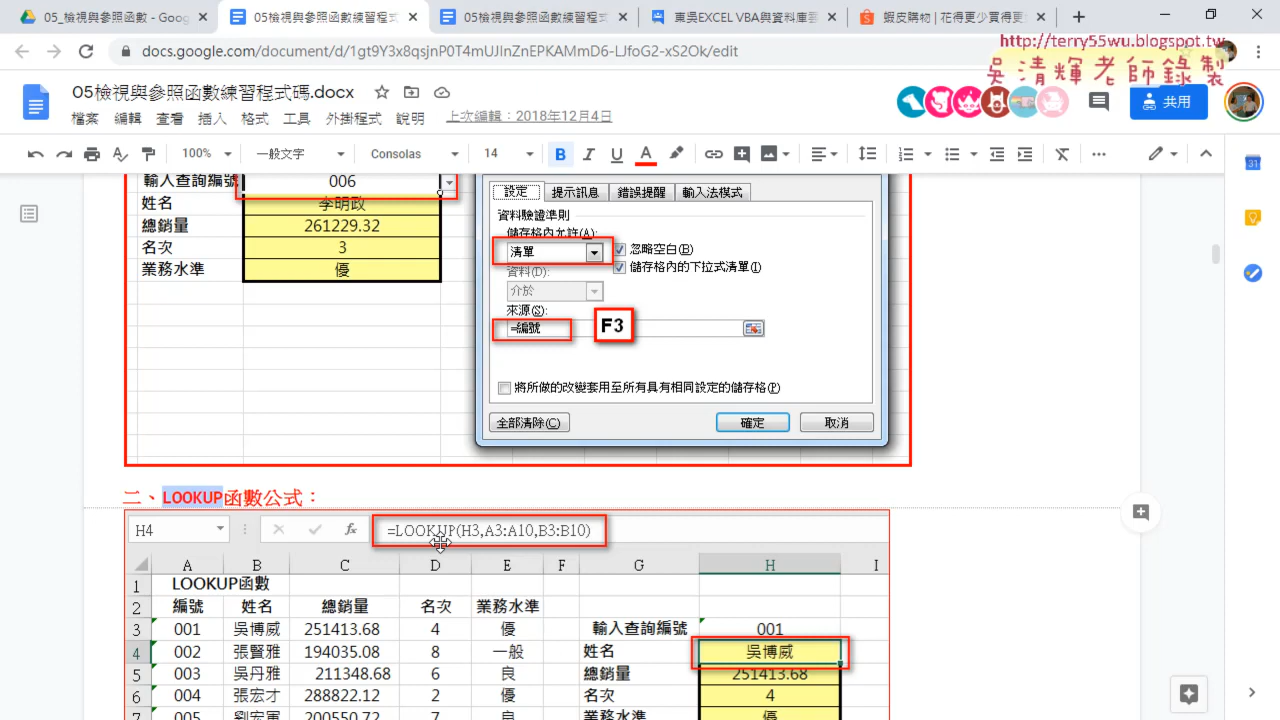 05_檢視與參照函數 - Goog
05檢視與參照函數練習程式
05檢視與參照函數練習程式
東吳EXCEL VBA與資料庫
蝦皮購物 | 花得更少買得更
docs.google.com/document/d/1gt9Y3x8qsjnP0T4mUJInZnEPKAMmD6-LJfoG2-xS2Ok/edit
http://terry55wu.blogspot.tw
吳清輝老師錄製
05檢視與參照函數練習程式碼.docx
檔案 編輯 查看 插入 格式 工具 外掛程式 說明 上次編輯：2018年12月4日
共用
100% 一般文字 Consolas 14 B I U A
輸入查詢編號 006
姓名 李明政
總銷量 261229.32
名次 3
業務水準 優
設定 提示訊息 錯誤提醒 輸入法模式
資料驗證準則
儲存格內允許(A):
清單 忽略空白(B)
資料(D): 儲存格內的下拉式清單(I)
介於
來源(S):
=編號 F3
將所做的改變套用至所有具有相同設定的儲存格(P)
全部清除(C) 確定 取消
二、LOOKUP函數公式：
H4 fx =LOOKUP(H3,A3:A10,B3:B10)
A B C D E F G H I
1 LOOKUP函數
2 編號 姓名 總銷量 名次 業務水準
3 001 吳博威 251413.68 4 優 輸入查詢編號 001
4 002 張賢雅 194035.08 8 一般 姓名 吳博威
5 003 吳丹雅 211348.68 6 良 總銷量 251413.68
6 004 張宏才 288822.12 2 優 名次 4
7 005 劉宏軍 200550.72 7 良 業務水準 優